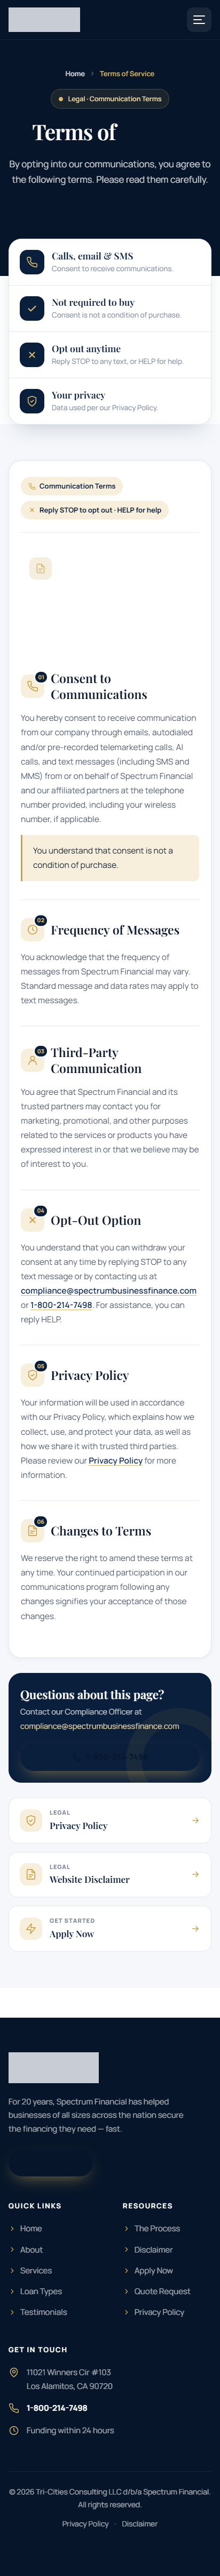 Home > Terms of Service
Legal · Communication Terms
Terms of
By opting into our communications, you agree to
the following terms. Please read them carefully.
Calls, email & SMS
Consent to receive communications.
Not required to buy
Consent is not a condition of purchase.
Opt out anytime
Reply STOP to any text, or HELP for help.
Your privacy
Data used per our Privacy Policy.
Communication Terms
Reply STOP to opt out · HELP for help
01
Consent to
Communications
You hereby consent to receive communication
from our company through emails, autodialed
and/or pre-recorded telemarketing calls, AI
calls, and text messages (including SMS and
MMS) from or on behalf of Spectrum Financial
and our affiliated partners at the telephone
number provided, including your wireless
number, if applicable.
You understand that consent is not a
condition of purchase.
02
Frequency of Messages
You acknowledge that the frequency of
messages from Spectrum Financial may vary.
Standard message and data rates may apply to
text messages.
03
Third-Party
Communication
You agree that Spectrum Financial and its
trusted partners may contact you for
marketing, promotional, and other purposes
related to the services or products you have
expressed interest in or that we believe may be
of interest to you.
04
Opt-Out Option
You understand that you can withdraw your
consent at any time by replying STOP to any
text message or by contacting us at
compliance@spectrumbusinessfinance.com
or 1-800-214-7498. For assistance, you can
reply HELP.
05
Privacy Policy
Your information will be used in accordance
with our Privacy Policy, which explains how we
collect, use, and protect your data, as well as
how we share it with trusted third parties.
Please review our Privacy Policy for more
information.
06
Changes to Terms
We reserve the right to amend these terms at
any time. Your continued participation in our
communications program following any
changes signifies your acceptance of those
changes.
Questions about this page?
Contact our Compliance Officer at
compliance@spectrumbusinessfinance.com
LEGAL
Privacy Policy
LEGAL
Website Disclaimer
GET STARTED
Apply Now
For 20 years, Spectrum Financial has helped
businesses of all sizes across the nation secure
the financing they need — fast.
QUICK LINKS
Home
About
Services
Loan Types
Testimonials
RESOURCES
The Process
Disclaimer
Apply Now
Quote Request
Privacy Policy
GET IN TOUCH
11021 Winners Cir #103
Los Alamitos, CA 90720
1-800-214-7498
Funding within 24 hours
© 2026 Tri-Cities Consulting LLC d/b/a Spectrum Financial.
All rights reserved.
Privacy Policy · Disclaimer